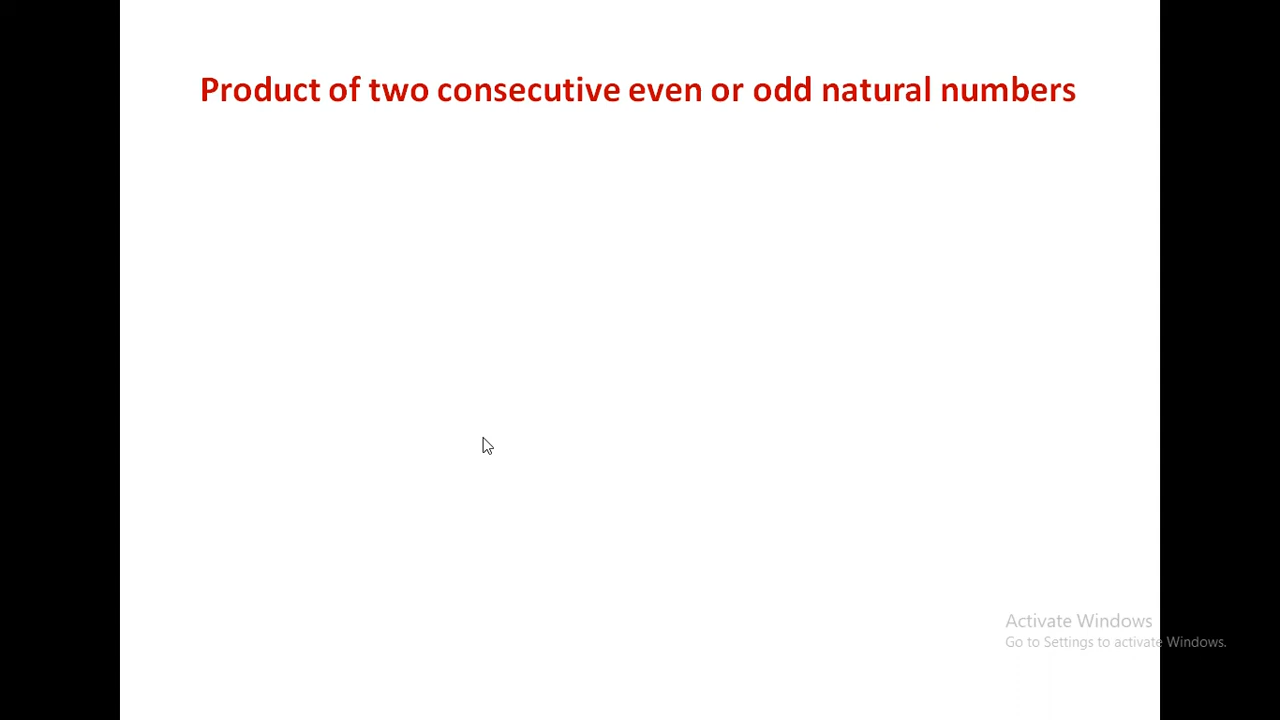 Product of two consecutive even or odd natural numbers
Activate Windows
Go to Settings to activate Windows.